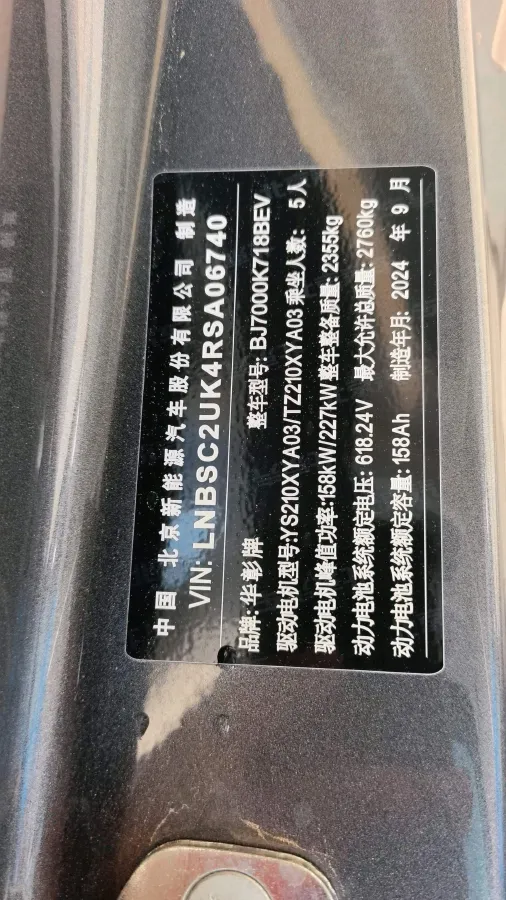 中国 北京新能源汽车股份有限公司 制造
VIN: LNBSC2UK4RSA06740
品牌: 华彰牌 整车型号: BJ7000K718BEV
驱动电机型号:YS210XYA03/TZ210XYA03 乘坐人数: 5人
驱动电机峰值功率:158kW/227kW 整车整备质量: 2355kg
动力电池系统额定电压: 618.24V 最大允许总质量: 2760kg
动力电池系统额定容量: 158Ah 制造年月: 2024 年 9 月